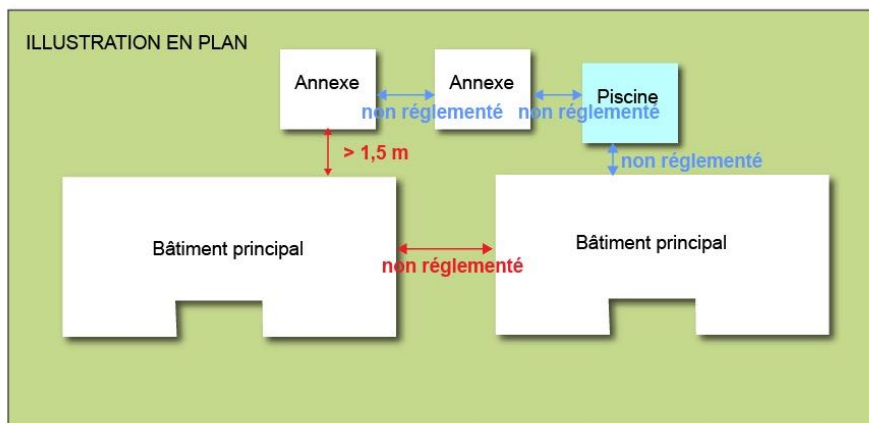 ILLUSTRATION EN PLAN
Annexe
Annexe
Piscine
non réglementé
non réglementé
> 1,5 m
non réglementé
Bâtiment principal
Bâtiment principal
non réglementé